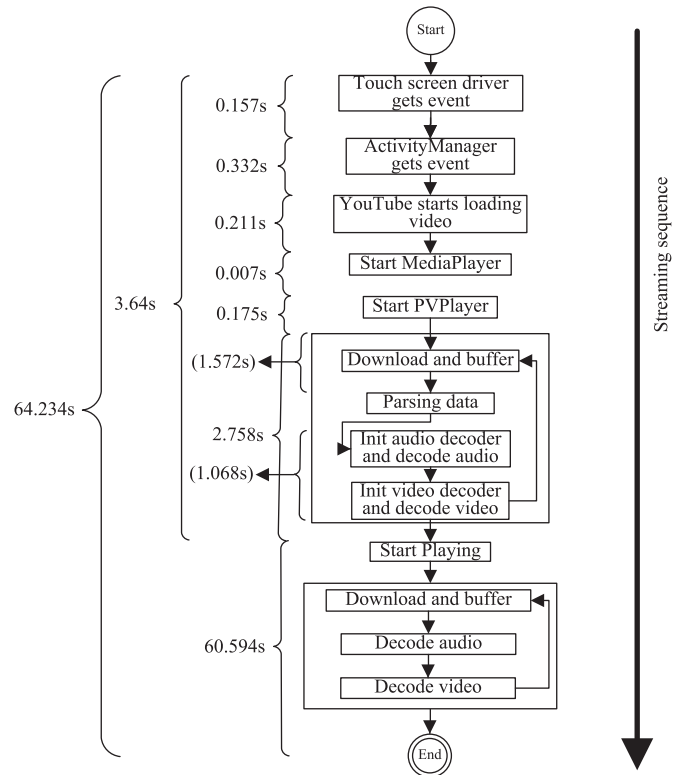 Start
Touch screen driver
gets event
0.157s
ActivityManager
gets event
0.332s
YouTube starts loading
video
0.211s
Start MediaPlayer
0.007s
Start PVPlayer
0.175s
3.64s
Download and buffer
(1.572s)
Parsing data
64.234s
2.758s
Init audio decoder
and decode audio
(1.068s)
Init video decoder
and decode video
Start Playing
Download and buffer
Decode audio
60.594s
Decode video
End
Streaming sequence